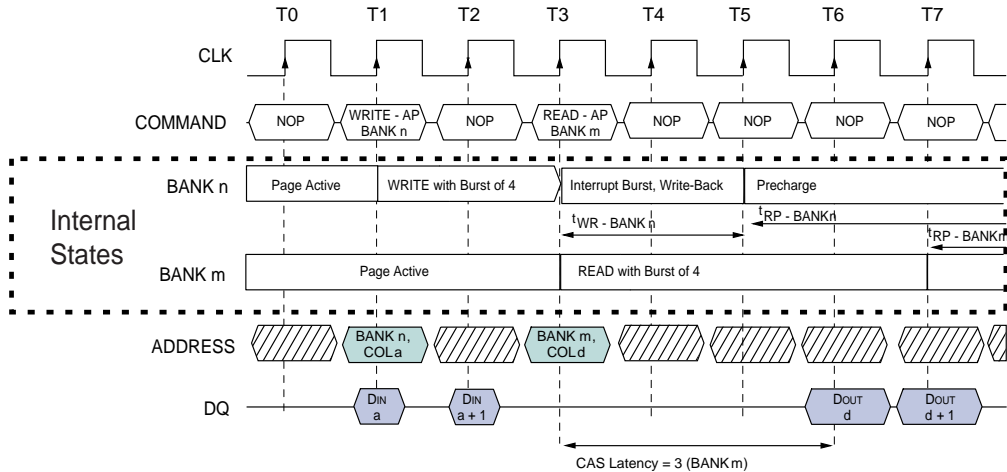 T0 T1 T2 T3 T4 T5 T6 T7
CLK
COMMAND NOP WRITE - AP BANK n NOP READ - AP BANK m NOP NOP NOP NOP
BANK n Page Active WRITE with Burst of 4 Interrupt Burst, Write-Back Precharge
Internal States
tWR - BANK n tRP - BANK n
tRP - BANK n
BANK m Page Active READ with Burst of 4
ADDRESS BANK n, COL a BANK m, COL d
DQ DIN a DIN a + 1 DOUT d DOUT d + 1
CAS Latency = 3 (BANK m)